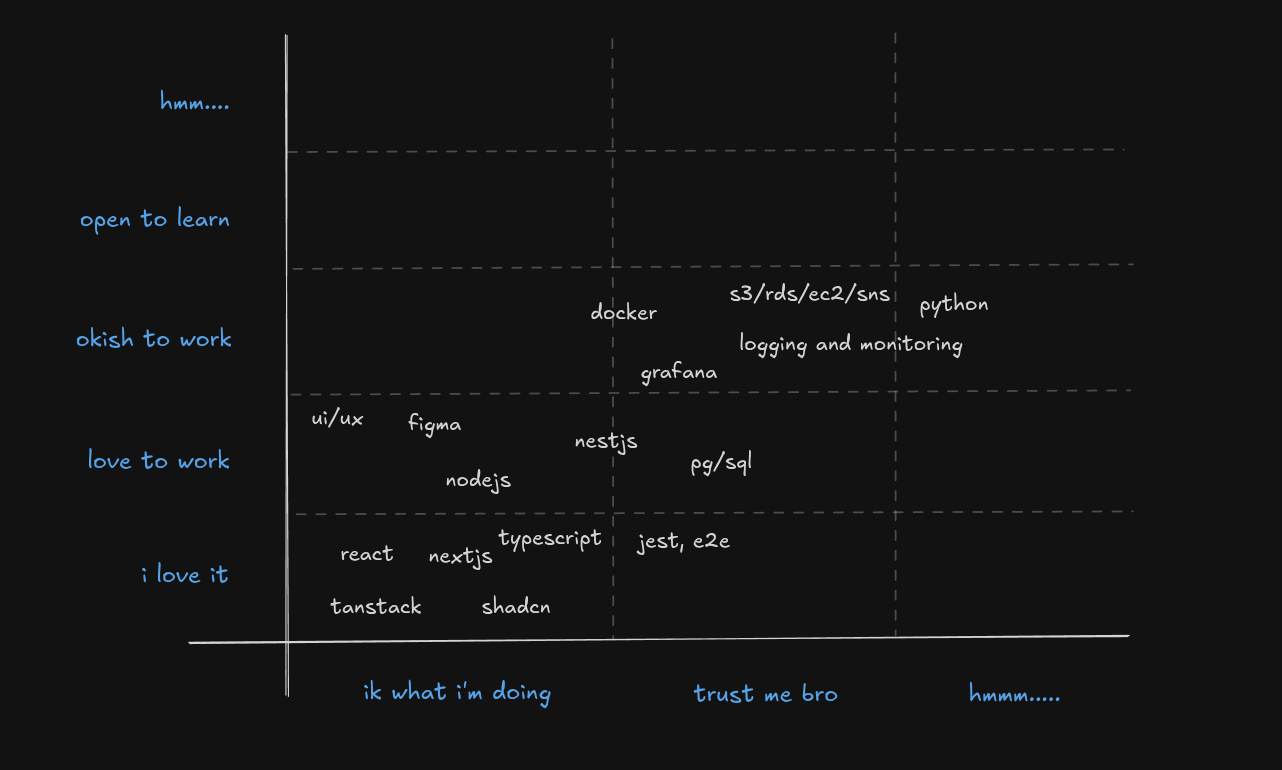 hmm....
open to learn
s3/rds/ec2/sns
python
docker
okish to work
logging and monitoring
grafana
ui/ux
figma
nestjs
love to work
pg/sql
nodejs
typescript
jest, e2e
react
nextjs
i love it
tanstack
shadcn
ik what i'm doing
trust me bro
hmmm.....